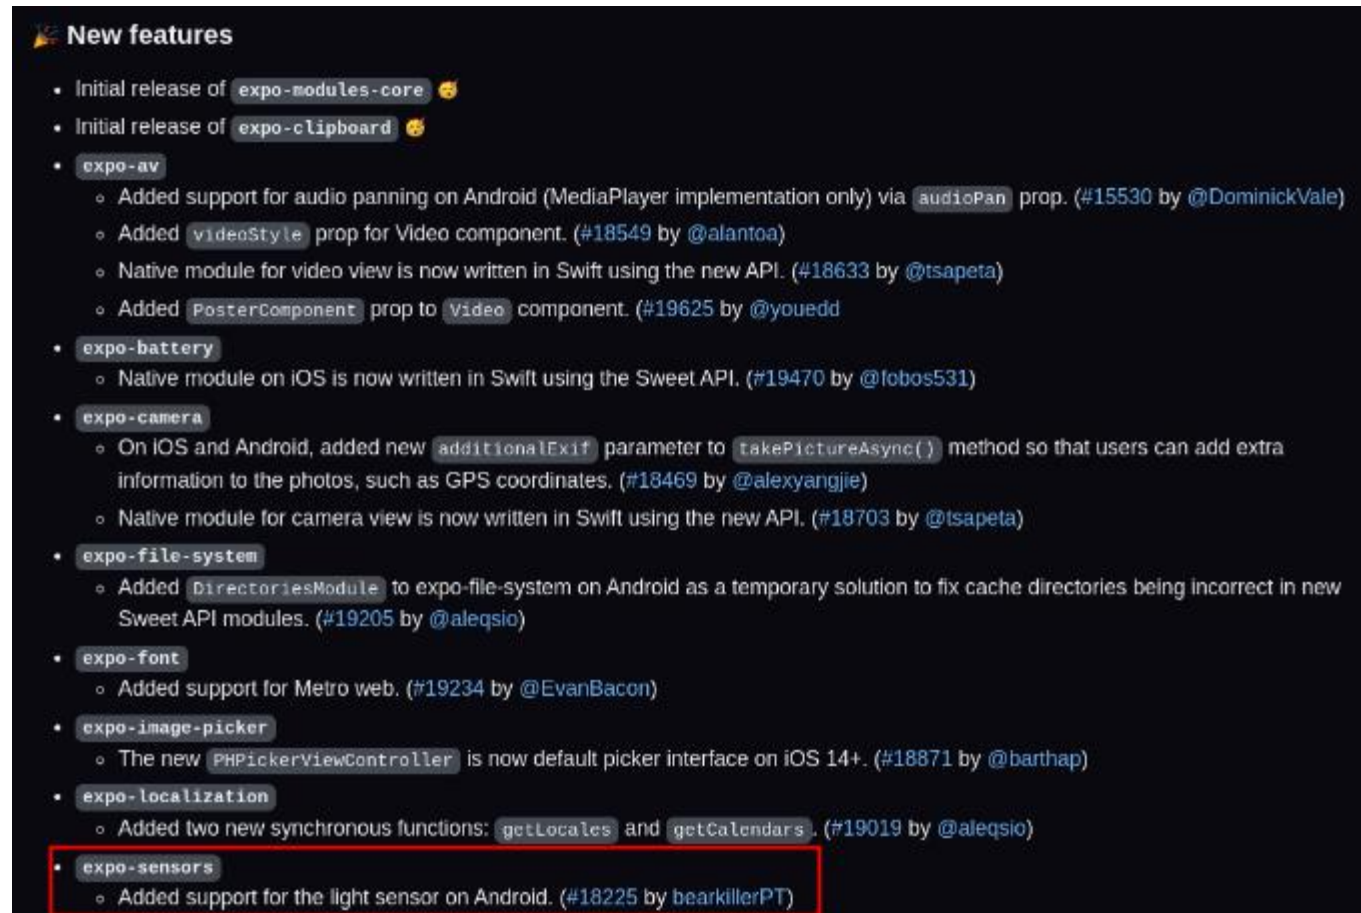 🎉 New features
• Initial release of expo-modules-core 🥳
• Initial release of expo-clipboard 🥳
• expo-av
◦ Added support for audio panning on Android (MediaPlayer implementation only) via audioPan prop. (#15530 by @DominickVale)
◦ Added videoStyle prop for Video component. (#18549 by @alantoa)
◦ Native module for video view is now written in Swift using the new API. (#18633 by @tsapeta)
◦ Added PosterComponent prop to Video component. (#19625 by @youedd
• expo-battery
◦ Native module on iOS is now written in Swift using the Sweet API. (#19470 by @fobos531)
• expo-camera
◦ On iOS and Android, added new additionalExif parameter to takePictureAsync() method so that users can add extra
information to the photos, such as GPS coordinates. (#18469 by @alexyangjie)
◦ Native module for camera view is now written in Swift using the new API. (#18703 by @tsapeta)
• expo-file-system
◦ Added DirectoriesModule to expo-file-system on Android as a temporary solution to fix cache directories being incorrect in new
Sweet API modules. (#19205 by @aleqsio)
• expo-font
◦ Added support for Metro web. (#19234 by @EvanBacon)
• expo-image-picker
◦ The new PHPickerViewController is now default picker interface on iOS 14+. (#18871 by @barthap)
• expo-localization
◦ Added two new synchronous functions: getLocales and getCalendars. (#19019 by @aleqsio)
• expo-sensors
◦ Added support for the light sensor on Android. (#18225 by bearkillerPT)